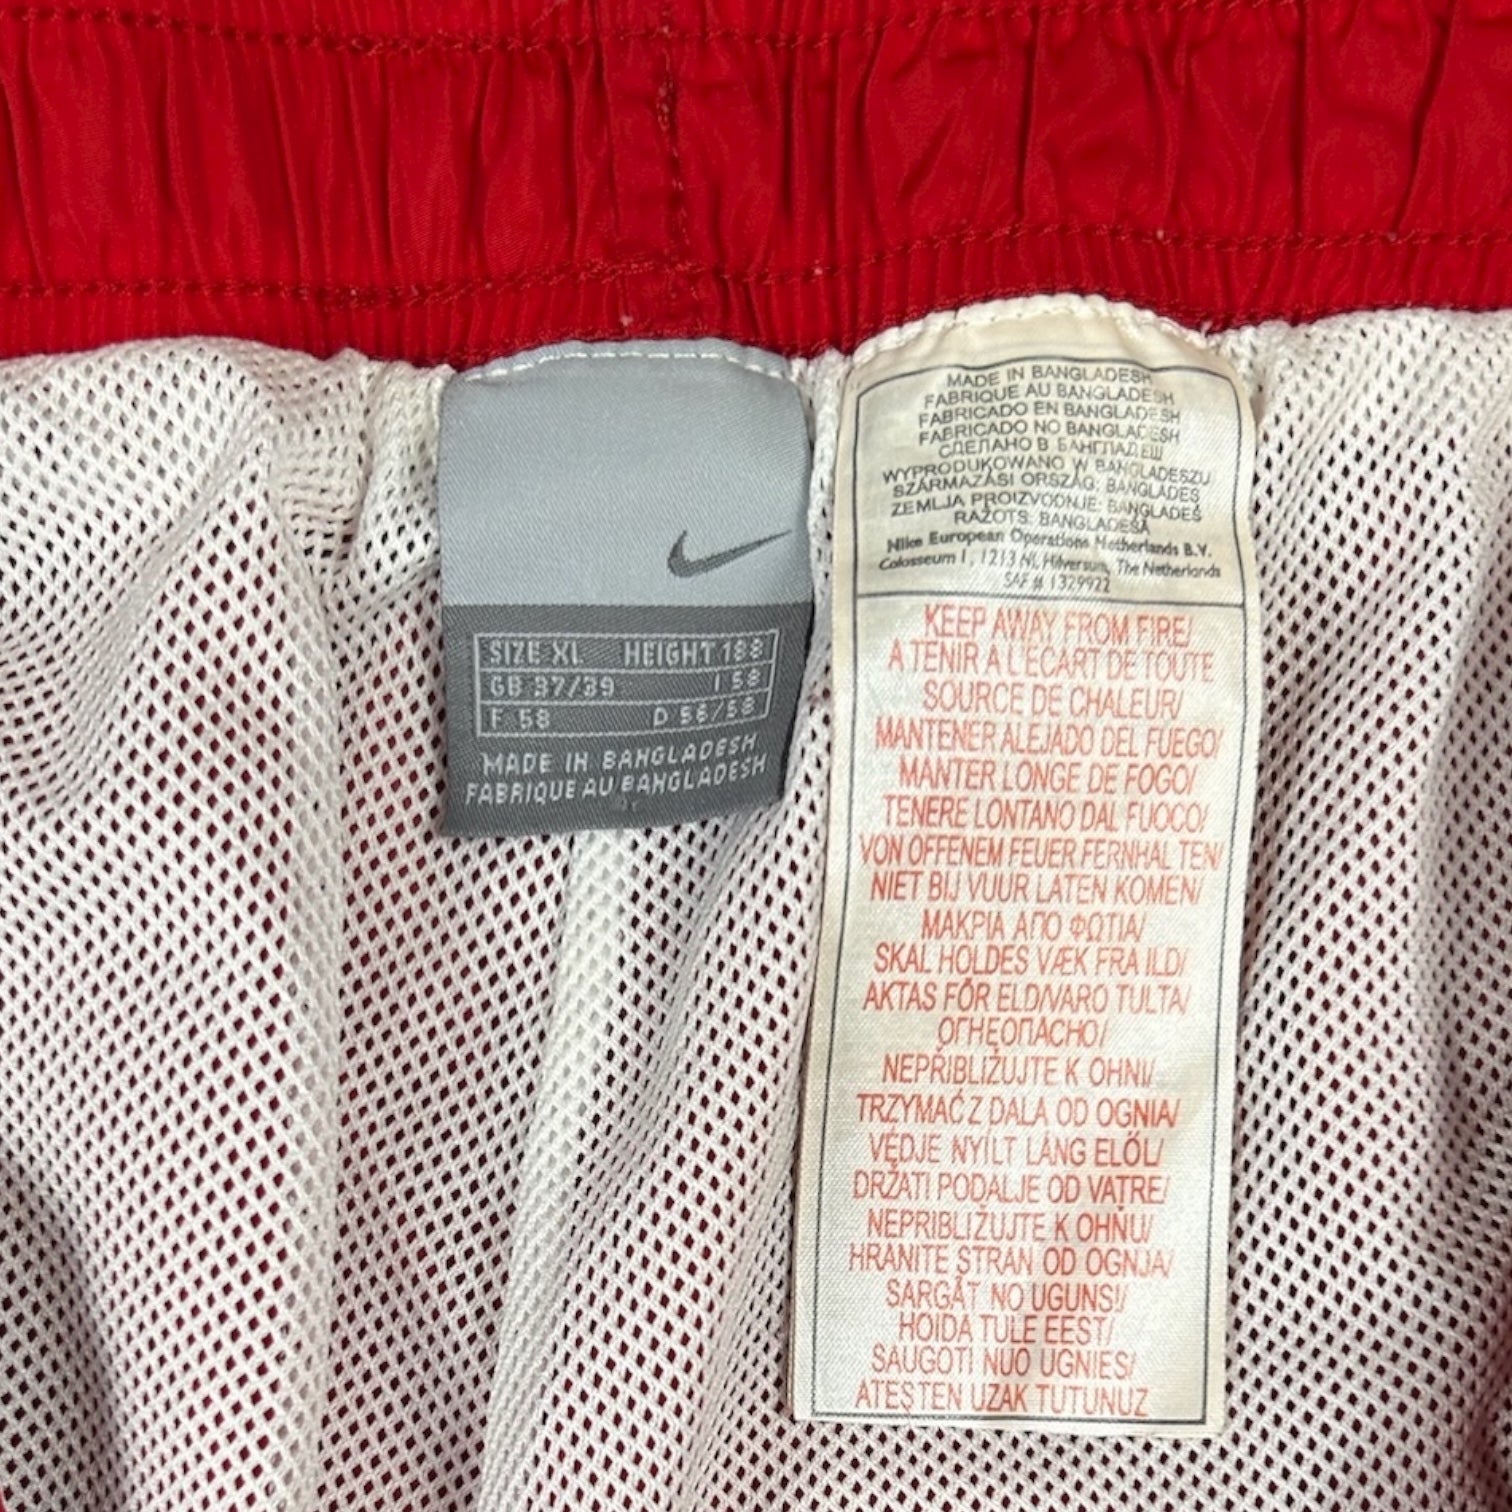 SIZE XL HEIGHT 188
GB 37/39 I 58
F 58 D 56/58
MADE IN BANGLADESH
FABRIQUE AU BANGLADESH
MADE IN BANGLADESH
FABRIQUE AU BANGLADESH
FABRICADO EN BANGLADESH
FABRICADO NO BANGLADESH
СДЕЛАНО В БАНГЛАДЕШ
WYPRODUKOWANO W BANGLADESZU
SZÁRMAZÁSI ORSZÁG: BANGLADES
ZEMLJA PROIZVODNJE: BANGLADEŠ
RAŽOTS: BANGLADEŠĀ
Nike European Operations Netherlands B.V.
Colosseum 1, 1213 NL Hilversum, The Netherlands
SAF # 1329922
KEEP AWAY FROM FIRE/
A TENIR A L'ECART DE TOUTE
SOURCE DE CHALEUR/
MANTENER ALEJADO DEL FUEGO/
MANTER LONGE DE FOGO/
TENERE LONTANO DAL FUOCO/
VON OFFENEM FEUER FERNHALTEN/
NIET BIJ VUUR LATEN KOMEN/
ΜΑΚΡΙΑ ΑΠΟ ΦΩΤΙΑ/
SKAL HOLDES VÆK FRA ILD/
AKTAS FÖR ELD/VARO TULTA/
ОГНЕОПАСНО/
NEPŘIBLIŽUJTE K OHNI/
TRZYMAĆ Z DALA OD OGNIA/
VÉDJE NYÍLT LÁNG ELŐL/
DRŽATI PODALJE OD VATRE/
NEPRIBLIŽUJTE K OHŇU/
HRANITE STRAN OD OGNJA/
SARGĀT NO UGUNS!/
HOIDA TULE EEST/
SAUGOTI NUO UGNIES/
ATEŞTEN UZAK TUTUNUZ